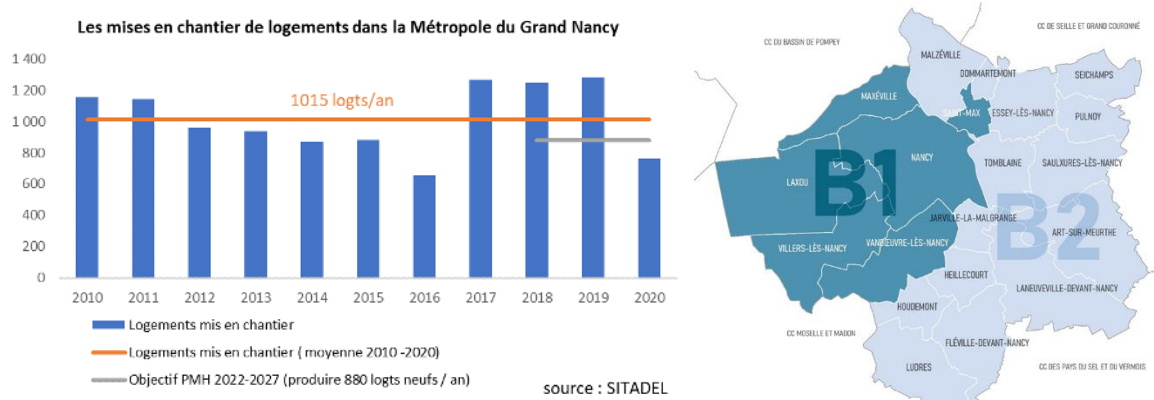 Les mises en chantier de logements dans la Métropole du Grand Nancy
1 400
1 200
1 000
800
600
400
200
0
1015 logts/an
2010 2011 2012 2013 2014 2015 2016 2017 2018 2019 2020
Logements mis en chantier
Logements mis en chantier ( moyenne 2010 -2020)
Objectif PMH 2022-2027 (produire 880 logts neufs / an)
source : SITADEL
CC DU BASSIN DE POMPEY
CC DE SEILLE ET GRAND COURONNÉ
MALZÉVILLE
DOMMARTEMONT
SEICHAMPS
MAXÉVILLE
SAINT-MAX
ESSEY-LÈS-NANCY
PULNOY
NANCY
TOMBLAINE
SAULXURES-LÈS-NANCY
LAXOU
B1
JARVILLE-LA-MALGRANGE
B2
ART-SUR-MEURTHE
VILLERS-LÈS-NANCY
VANDŒUVRE-LÈS-NANCY
HEILLECOURT
LANEUVEVILLE-DEVANT-NANCY
HOUDEMONT
CC MOSELLE ET MADON
FLÉVILLE-DEVANT-NANCY
LUDRES
CC DES PAYS DU SEL ET DU VERMOIS